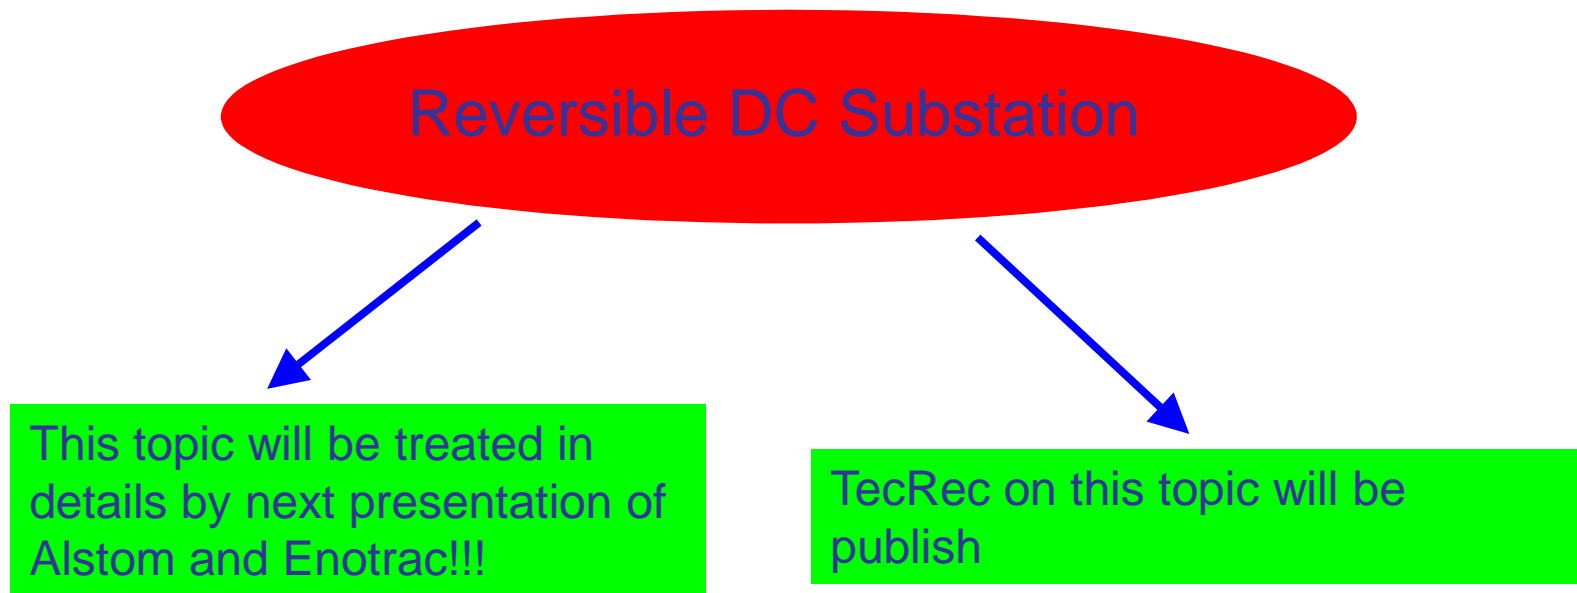 Reversible DC Substation
This topic will be treated in
details by next presentation of
Alstom and Enotrac!!!
TecRec on this topic will be
publish